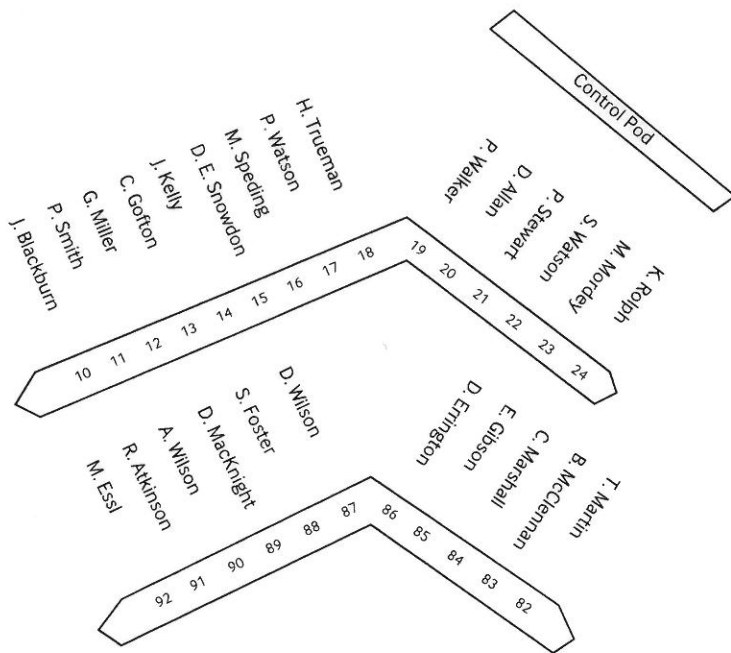 Control Pod
J. Blackburn
P. Smith
G. Miller
C. Gofton
J. Kelly
D. E. Snowdon
M. Speding
P. Watson
H. Trueman
P. Walker
D. Allan
P. Stewart
S. Watson
M. Mordey
K. Rolph
10 11 12 13 14 15 16 17 18 19 20 21 22 23 24
M. Essl
R. Atkinson
A. Wilson
D. MacKnight
S. Foster
D. Wilson
D. Errington
E. Gibson
C. Marshall
B. McClennan
T. Martin
92 91 90 89 88 87 86 85 84 83 82